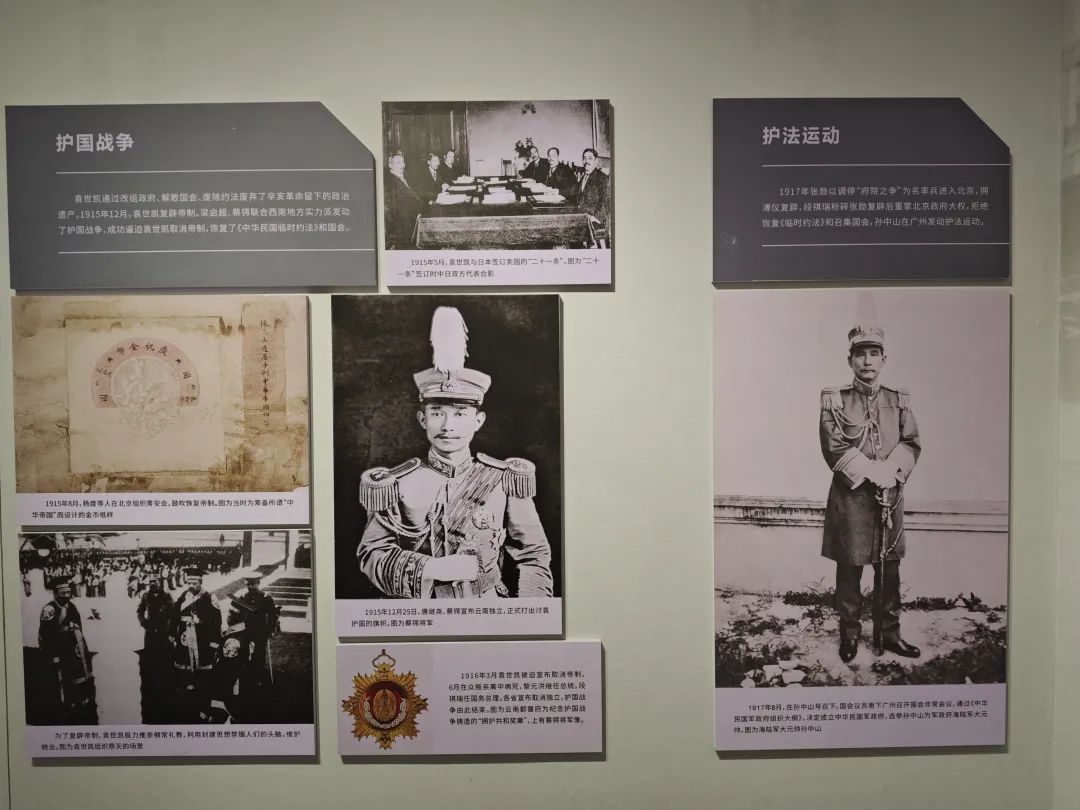 护国战争
袁世凯通过改组政府、解散国会、废除约法废弃了辛亥革命留下的政治
遗产。1915年12月，袁世凯复辟帝制。梁启超、蔡锷联合西南地方实力派发动
了护国战争，成功逼迫袁世凯取消帝制，恢复了《中华民国临时约法》和国会。
1915年5月，袁世凯与日本签订卖国的“二十一条”。图为“二十
一条”签订时中日双方代表合影
1915年8月，杨度等人在北京组织筹安会，鼓吹恢复帝制。图为当时为筹备所谓“中
华帝国”而设计的金币纸样
为了复辟帝制，袁世凯极力推崇纲常礼教，利用封建思想禁锢人们的头脑，维护
统治。图为袁世凯组织祭天的场景
1915年12月25日，唐继尧、蔡锷宣布云南独立，正式打出讨袁
护国的旗帜。图为蔡锷将军
1916年3月袁世凯被迫宣布取消帝制，
6月在众叛亲离中病死，黎元洪继任总统，段
祺瑞任国务总理。各省宣布取消独立，护国战
争由此结束。图为云南都督府为纪念护国战
争铸造的“拥护共和奖章”，上有蔡锷将军像。
护法运动
1917年张勋以调停“府院之争”为名率兵进入北京，拥
溥仪复辟。段祺瑞粉碎张勋复辟后重掌北京政府大权，拒绝
恢复《临时约法》和召集国会，孙中山在广州发动护法运动。
1917年8月，在孙中山号召下，国会议员南下广州召开国会非常会议，通过《中华
民国军政府组织大纲》，决定成立中华民国军政府，选举孙中山为军政府海陆军大元
帅。图为海陆军大元帅孙中山